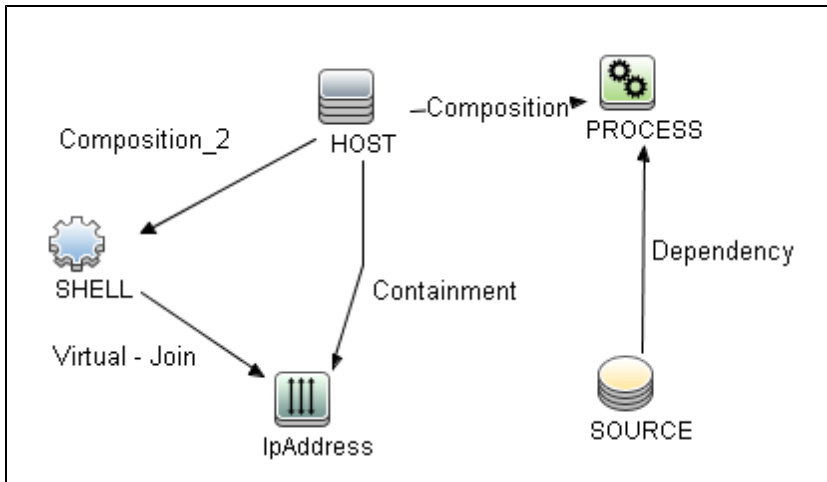 Composition
PROCESS
HOST
Composition_2
Dependency
SHELL
Containment
Virtual - Join
SOURCE
IpAddress